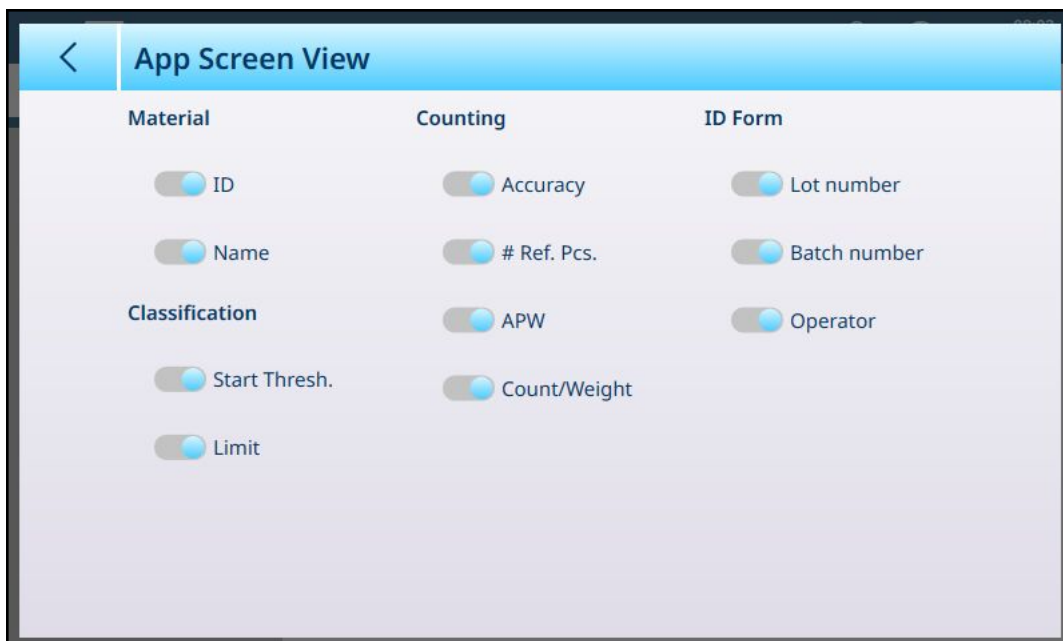 App Screen View
Material
ID
Name
Classification
Start Thresh.
Limit
Counting
Accuracy
# Ref. Pcs.
APW
Count/Weight
ID Form
Lot number
Batch number
Operator